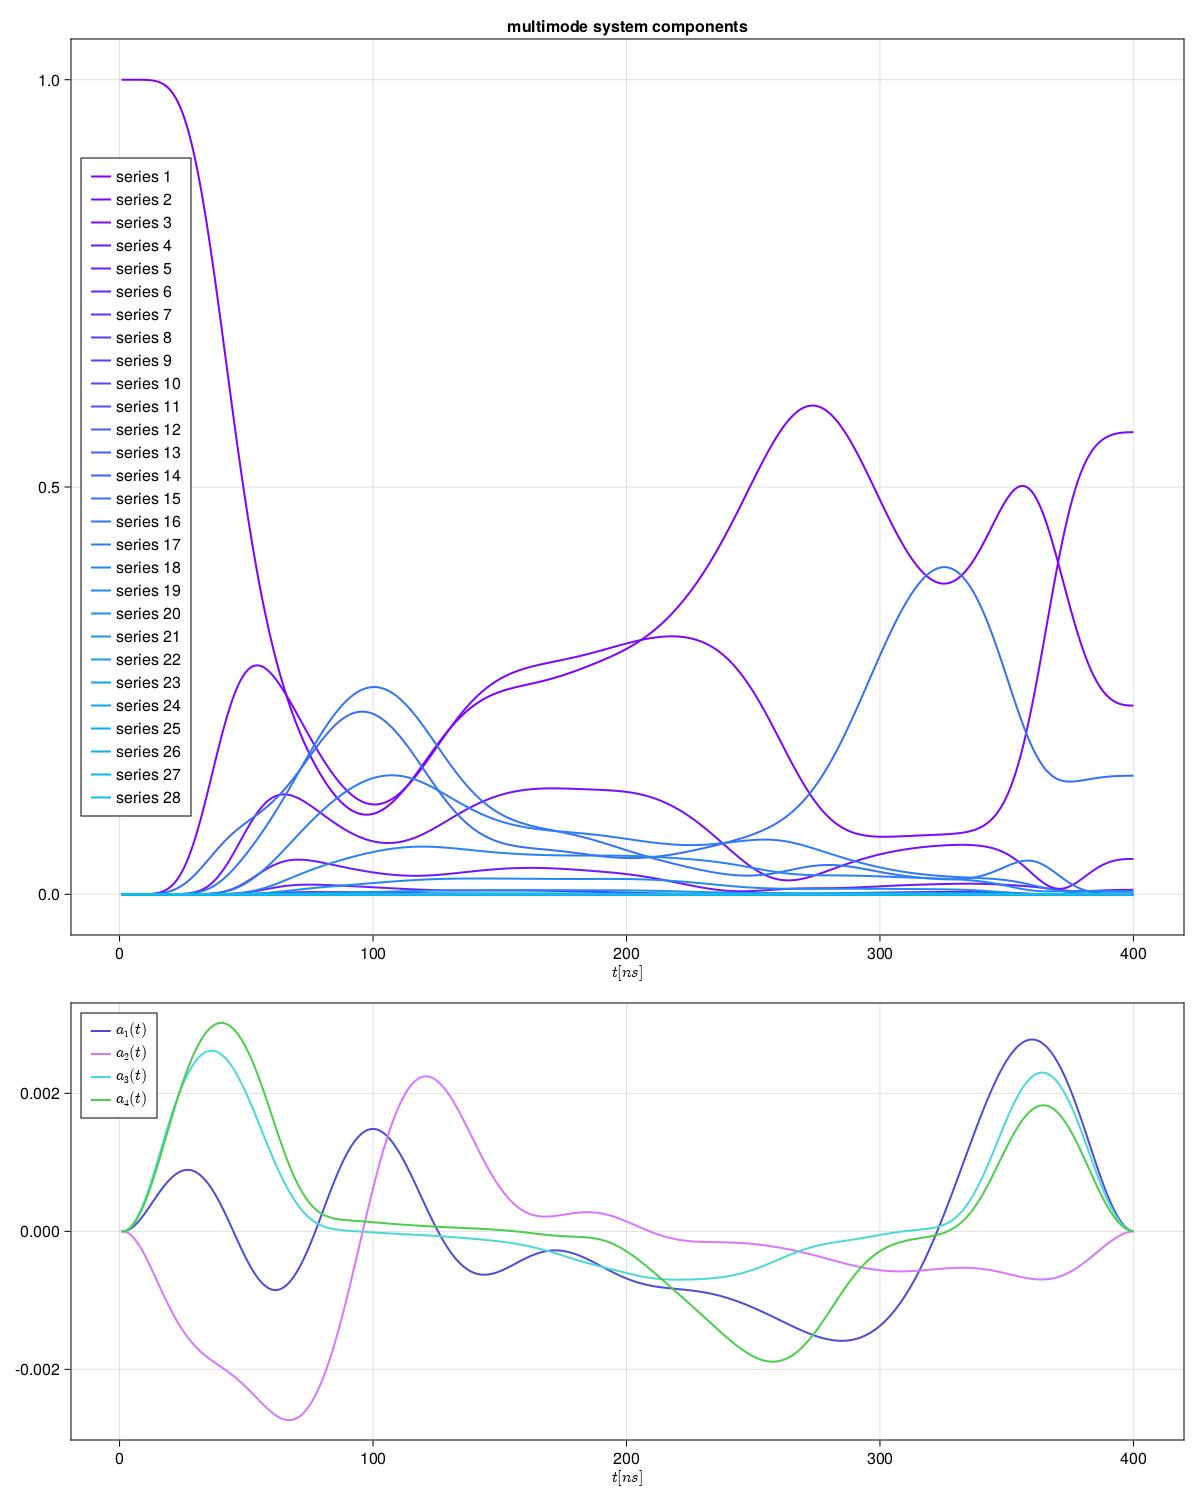 multimode system components
1.0
series 1
series 2
series 3
series 4
series 5
series 6
series 7
series 8
series 9
series 10
series 11
series 12
series 13
series 14
series 15
series 16
series 17
series 18
series 19
series 20
series 21
series 22
series 23
series 24
series 25
series 26
series 27
series 28
0.5
0.0
0 100 200 300 400
t[ns]
a₁(t)
a₂(t)
a₃(t)
a₄(t)
0.002
0.000
-0.002
0 100 200 300 400
t[ns]